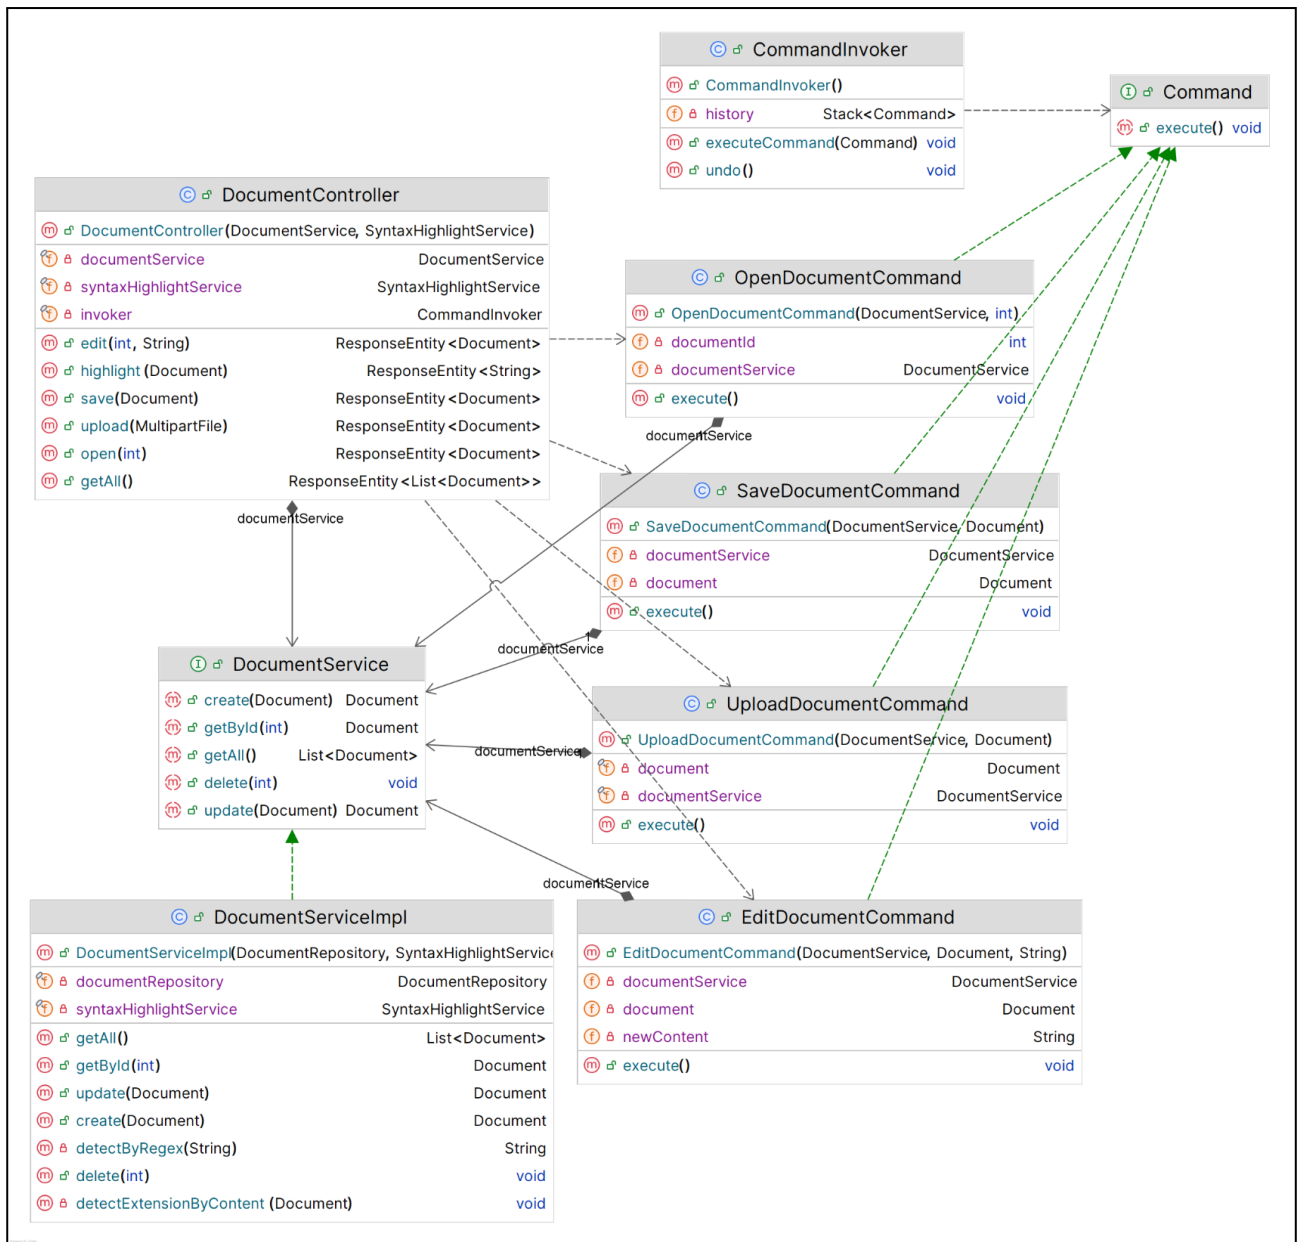 CommandInvoker
CommandInvoker()
history Stack<Command>
executeCommand(Command) void
undo() void
Command
execute() void
DocumentController
DocumentController(DocumentService, SyntaxHighlightService)
documentService DocumentService
syntaxHighlightService SyntaxHighlightService
invoker CommandInvoker
edit(int, String) ResponseEntity<Document>
highlight (Document) ResponseEntity<String>
save(Document) ResponseEntity<Document>
upload(MultipartFile) ResponseEntity<Document>
open(int) ResponseEntity<Document>
getAll() ResponseEntity<List<Document>>
OpenDocumentCommand
OpenDocumentCommand(DocumentService, int)
documentId int
documentService DocumentService
execute() void
documentService
documentService
SaveDocumentCommand
SaveDocumentCommand(DocumentService, Document)
documentService DocumentService
document Document
execute() void
documentService
DocumentService
create(Document) Document
getById(int) Document
getAll() List<Document>
delete(int) void
update(Document) Document
UploadDocumentCommand
UploadDocumentCommand(DocumentService, Document)
document Document
documentService DocumentService
execute() void
documentService
documentService
DocumentServiceImpl
DocumentServiceImpl(DocumentRepository, SyntaxHighlightService
documentRepository DocumentRepository
syntaxHighlightService SyntaxHighlightService
getAll() List<Document>
getById(int) Document
update(Document) Document
create(Document) Document
detectByRegex(String) String
delete(int) void
detectExtensionByContent (Document) void
EditDocumentCommand
EditDocumentCommand(DocumentService, Document, String)
documentService DocumentService
document Document
newContent String
execute() void